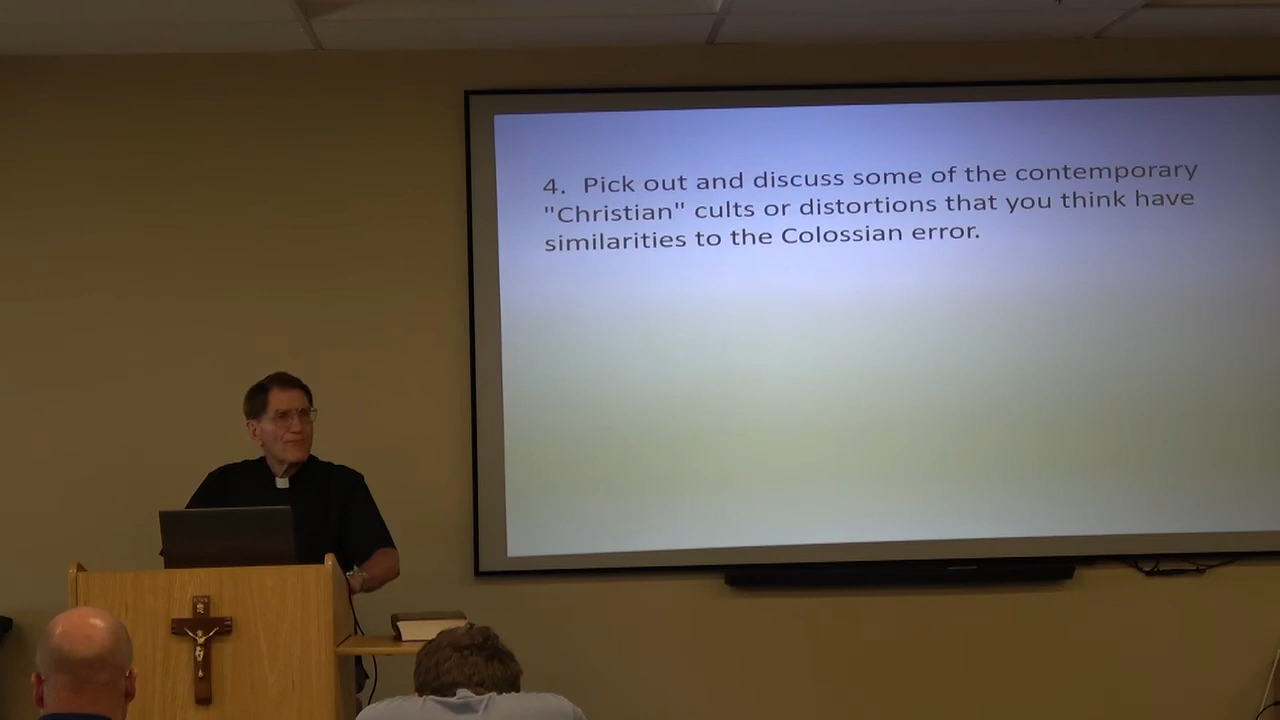 4. Pick out and discuss some of the contemporary
"Christian" cults or distortions that you think have
similarities to the Colossian error.